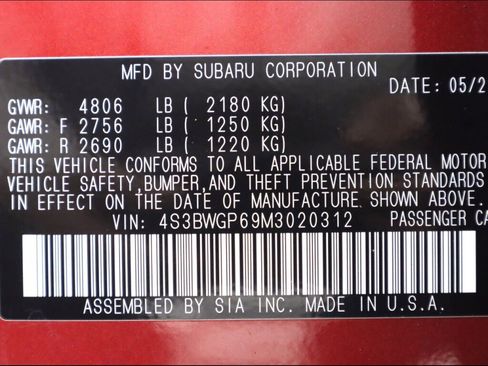 MFD BY SUBARU CORPORATION
DATE: 05/2
GVWR: 4806 LB ( 2180 KG)
GAWR: F 2756 LB ( 1250 KG)
GAWR: R 2690 LB ( 1220 KG)
THIS VEHICLE CONFORMS TO ALL APPLICABLE FEDERAL MOTOR
VEHICLE SAFETY, BUMPER, AND THEFT PREVENTION STANDARDS
IN EFFECT ON THE DATE OF MANUFACTURE SHOWN ABOVE.
VIN: 4S3BWGP69M3020312 PASSENGER CA
ASSEMBLED BY SIA INC. MADE IN U.S.A.